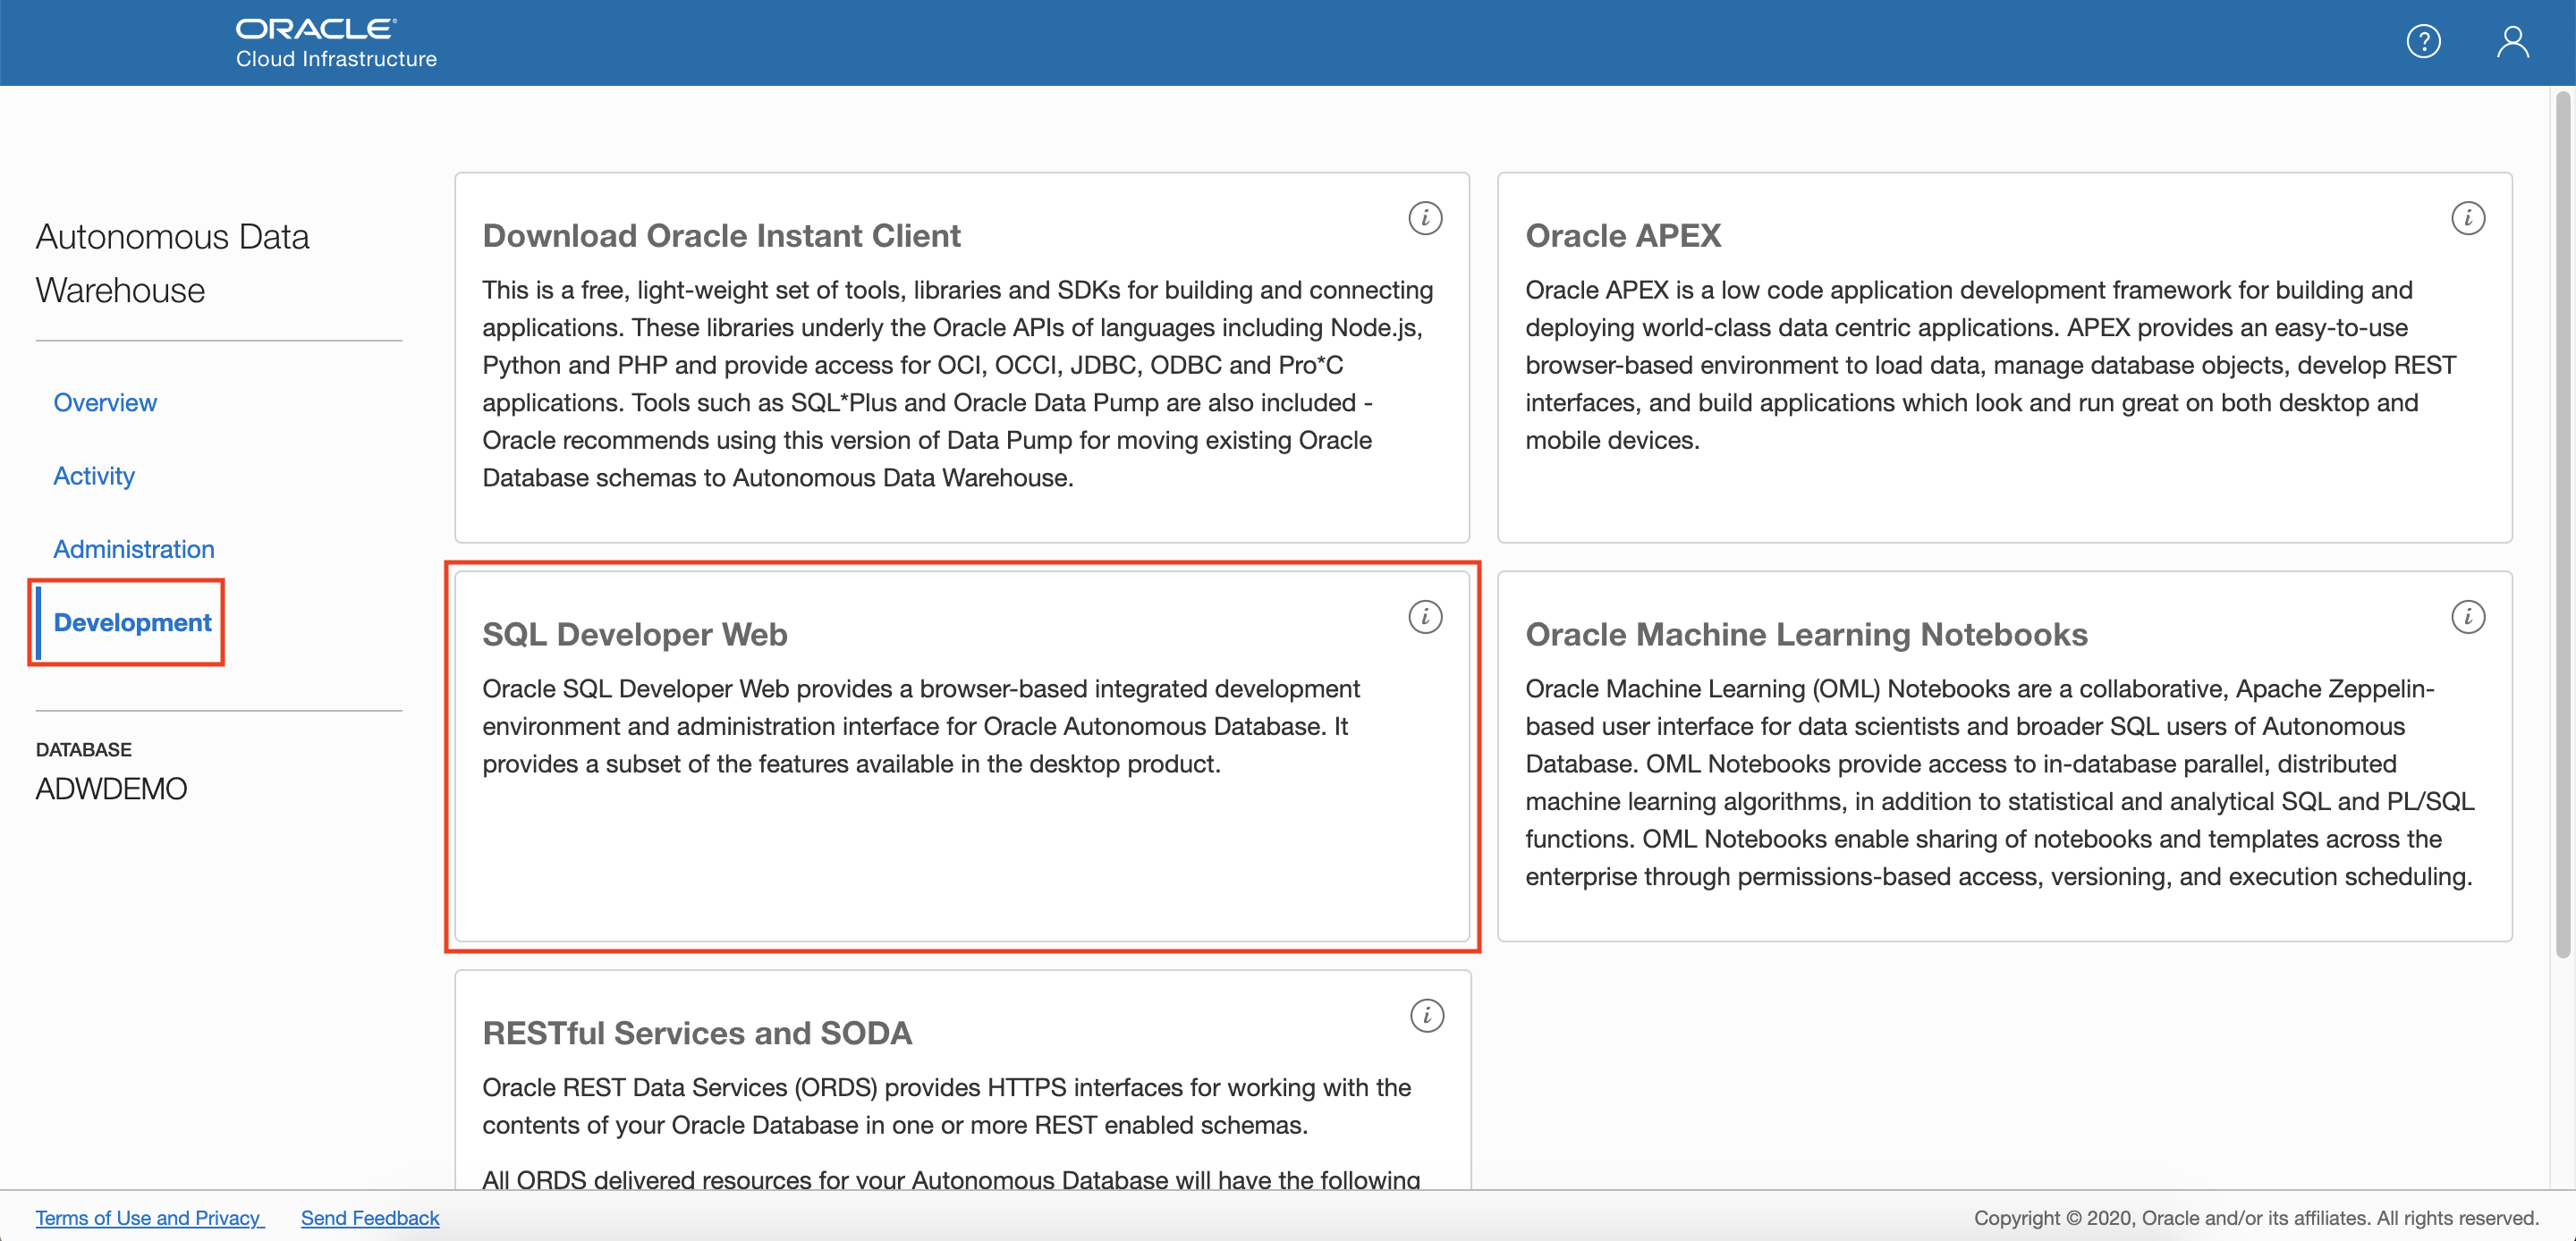 ORACLE
Cloud Infrastructure
Autonomous Data
Warehouse
Overview
Activity
Administration
Development
DATABASE
ADWDEMO
Download Oracle Instant Client
This is a free, light-weight set of tools, libraries and SDKs for building and connecting
applications. These libraries underly the Oracle APIs of languages including Node.js,
Python and PHP and provide access for OCI, OCCI, JDBC, ODBC and Pro*C
applications. Tools such as SQL*Plus and Oracle Data Pump are also included -
Oracle recommends using this version of Data Pump for moving existing Oracle
Database schemas to Autonomous Data Warehouse.
Oracle APEX
Oracle APEX is a low code application development framework for building and
deploying world-class data centric applications. APEX provides an easy-to-use
browser-based environment to load data, manage database objects, develop REST
interfaces, and build applications which look and run great on both desktop and
mobile devices.
SQL Developer Web
Oracle SQL Developer Web provides a browser-based integrated development
environment and administration interface for Oracle Autonomous Database. It
provides a subset of the features available in the desktop product.
Oracle Machine Learning Notebooks
Oracle Machine Learning (OML) Notebooks are a collaborative, Apache Zeppelin-
based user interface for data scientists and broader SQL users of Autonomous
Database. OML Notebooks provide access to in-database parallel, distributed
machine learning algorithms, in addition to statistical and analytical SQL and PL/SQL
functions. OML Notebooks enable sharing of notebooks and templates across the
enterprise through permissions-based access, versioning, and execution scheduling.
RESTful Services and SODA
Oracle REST Data Services (ORDS) provides HTTPS interfaces for working with the
contents of your Oracle Database in one or more REST enabled schemas.
All ORDS delivered resources for your Autonomous Database will have the following
Terms of Use and Privacy
Send Feedback
Copyright © 2020, Oracle and/or its affiliates. All rights reserved.